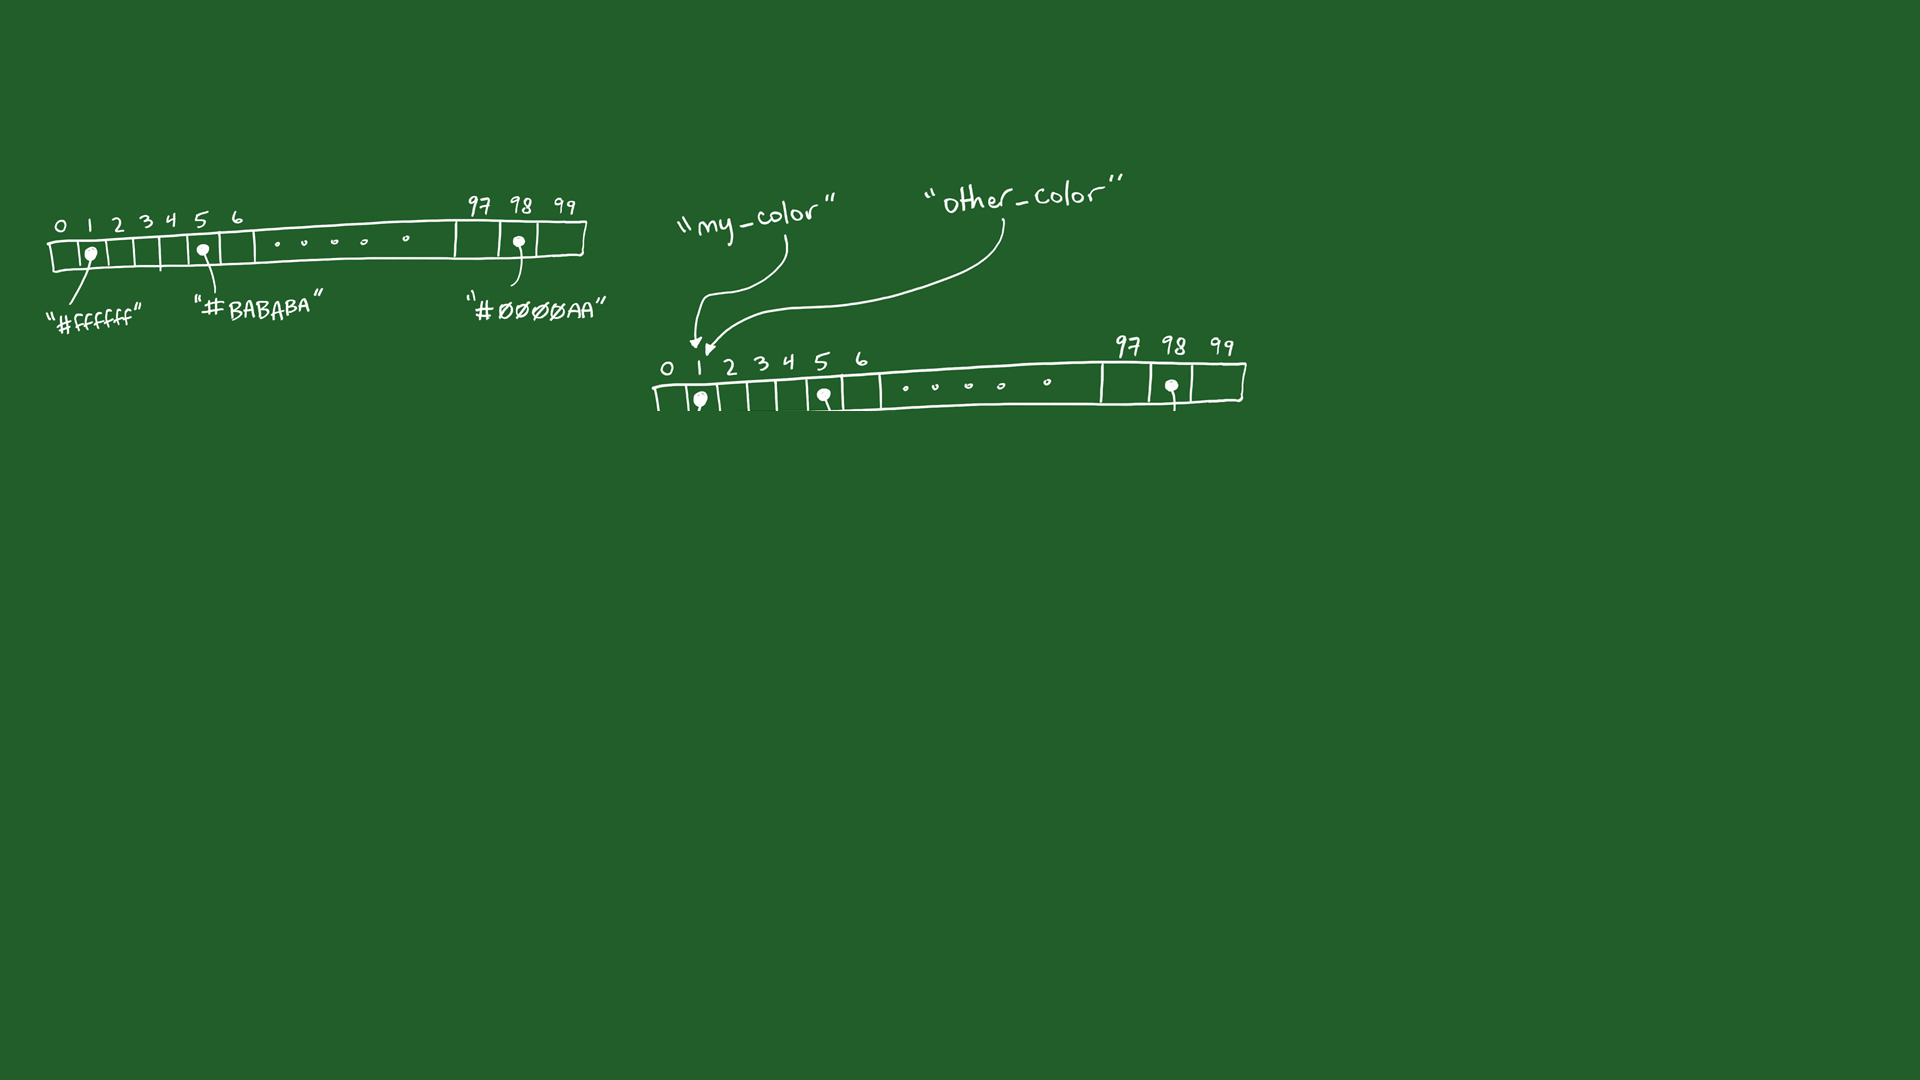 0 1 2 3 4 5 6 97 98 99
"#ffffff" "#BABABA" "#0000AA"
"my_color" "other_color"
0 1 2 3 4 5 6 97 98 99